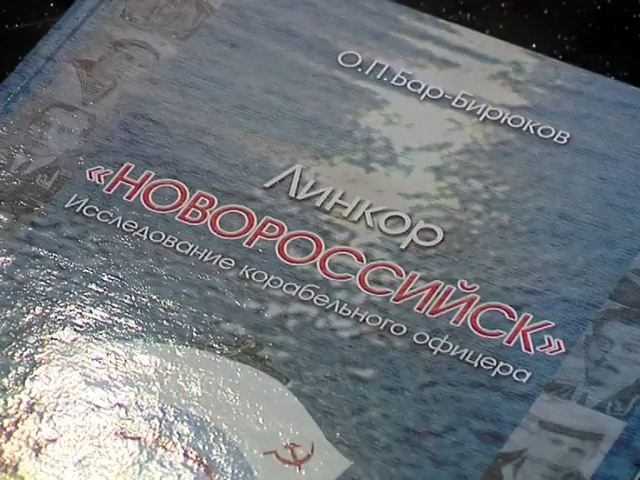 О.П.Бар-Бирюков
Линкор
«НОВОРОССИЙСК»
Исследование корабельного офицера